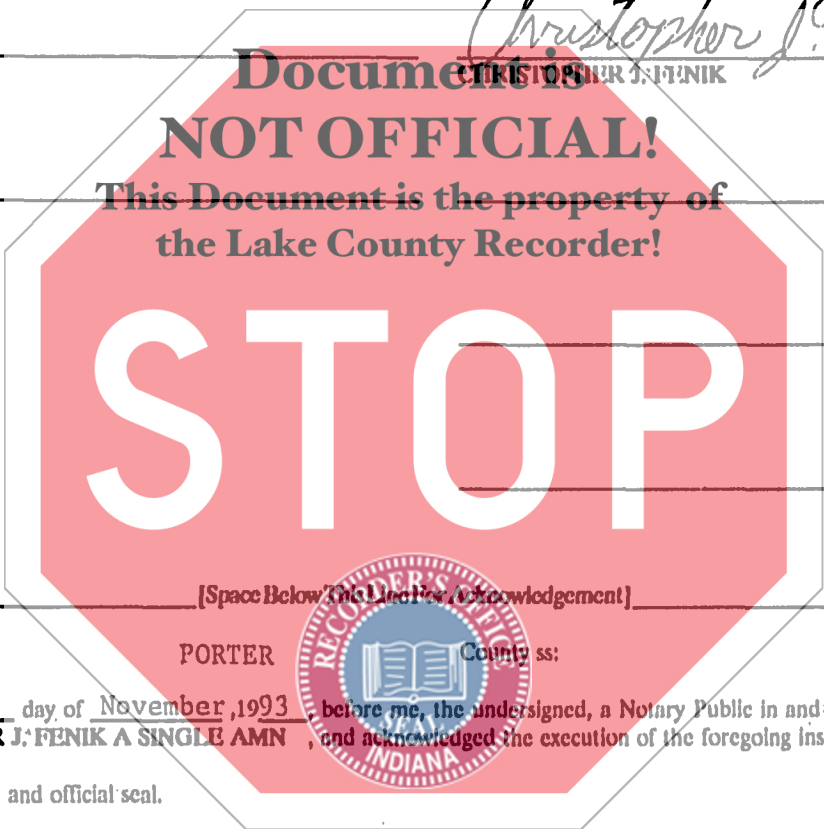 Christopher J.
CHRISTOPHER J. FENIK
Document is
NOT OFFICIAL!
This Document is the property of
the Lake County Recorder!
STOP
[Space Below This Line For Acknowledgement]
PORTER County ss:
day of November ,1993 , before me, the undersigned, a Notary Public in and
R J. FENIK A SINGLE AMN , and acknowledged the execution of the foregoing ins
and official seal.
RECORDER'S OFFICE
SEAL
INDIANA